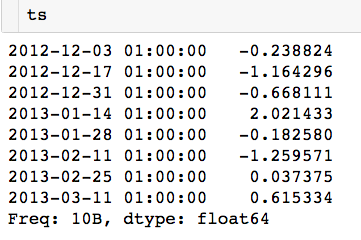 ts
2012-12-03 01:00:00   -0.238824
2012-12-17 01:00:00   -1.164296
2012-12-31 01:00:00   -0.668111
2013-01-14 01:00:00    2.021433
2013-01-28 01:00:00   -0.182580
2013-02-11 01:00:00   -1.259571
2013-02-25 01:00:00    0.037375
2013-03-11 01:00:00    0.615334
Freq: 10B, dtype: float64